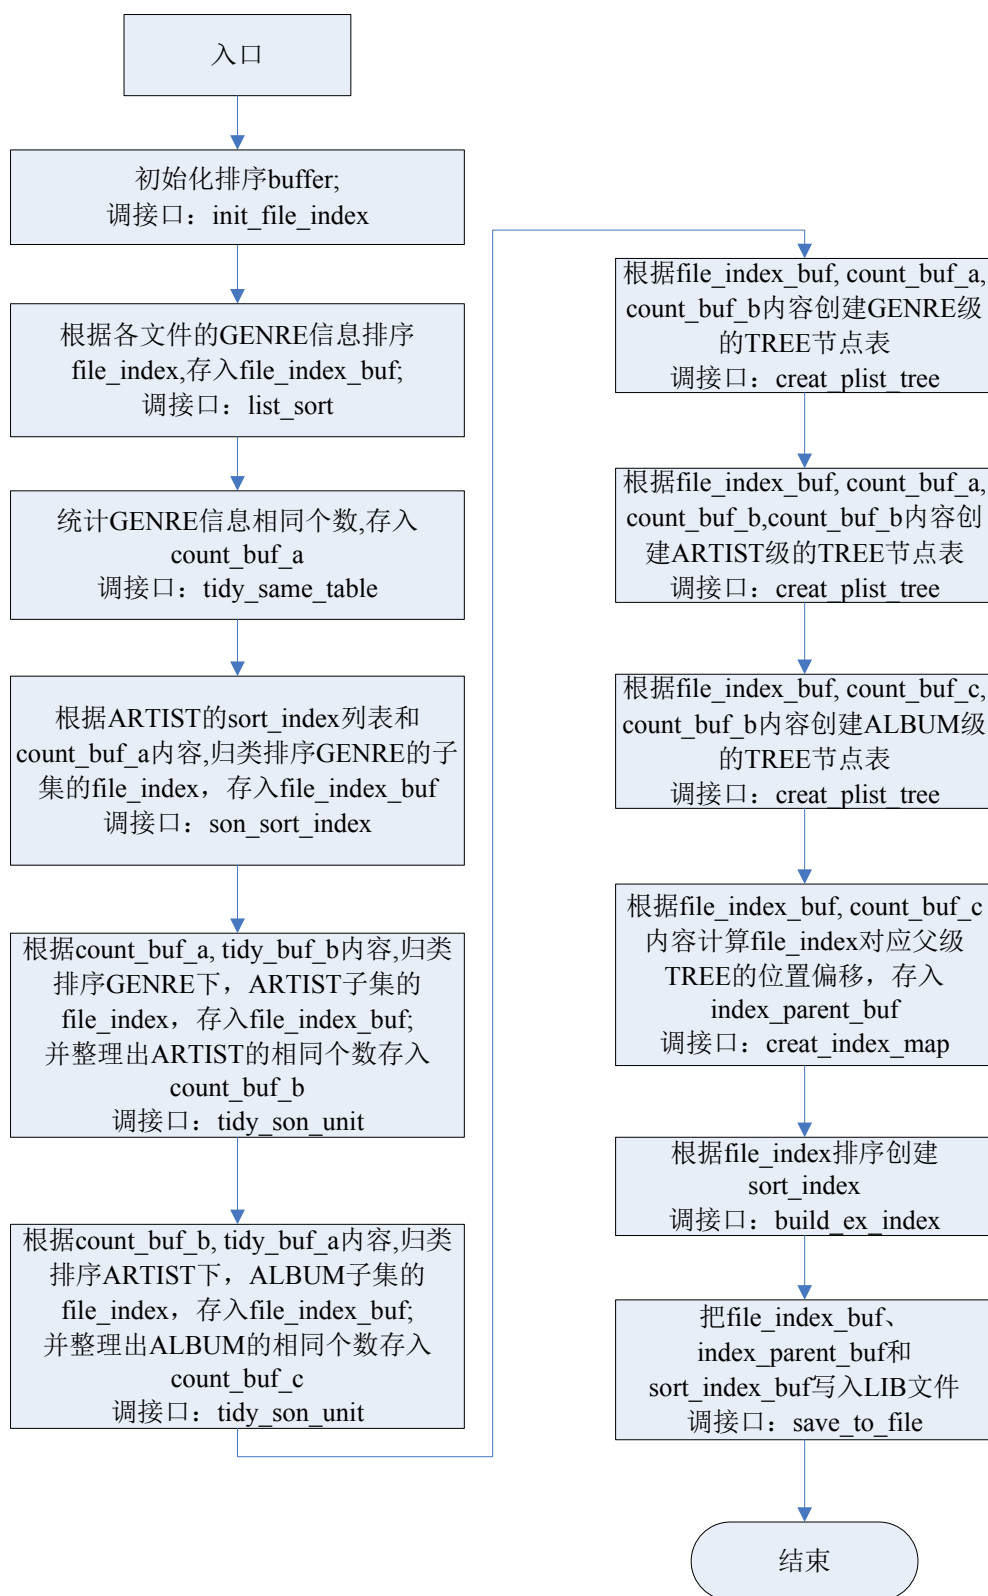 入口
初始化排序buffer;
调接口：init_file_index
根据各文件的GENRE信息排序
file_index,存入file_index_buf;
调接口：list_sort
统计GENRE信息相同个数,存入
count_buf_a
调接口：tidy_same_table
根据ARTIST的sort_index列表和
count_buf_a内容,归类排序GENRE的子
集的file_index，存入file_index_buf
调接口：son_sort_index
根据count_buf_a, tidy_buf_b内容,归类
排序GENRE下，ARTIST子集的
file_index，存入file_index_buf;
并整理出ARTIST的相同个数存入
count_buf_b
调接口：tidy_son_unit
根据count_buf_b, tidy_buf_a内容,归类
排序ARTIST下，ALBUM子集的
file_index，存入file_index_buf;
并整理出ALBUM的相同个数存入
count_buf_c
调接口：tidy_son_unit
根据file_index_buf, count_buf_a,
count_buf_b内容创建GENRE级
的TREE节点表
调接口：creat_plist_tree
根据file_index_buf, count_buf_a,
count_buf_b,count_buf_b内容创
建ARTIST级的TREE节点表
调接口：creat_plist_tree
根据file_index_buf, count_buf_c,
count_buf_b内容创建ALBUM级
的TREE节点表
调接口：creat_plist_tree
根据file_index_buf, count_buf_c
内容计算file_index对应父级
TREE的位置偏移，存入
index_parent_buf
调接口：creat_index_map
根据file_index排序创建
sort_index
调接口：build_ex_index
把file_index_buf、
index_parent_buf和
sort_index_buf写入LIB文件
调接口：save_to_file
结束